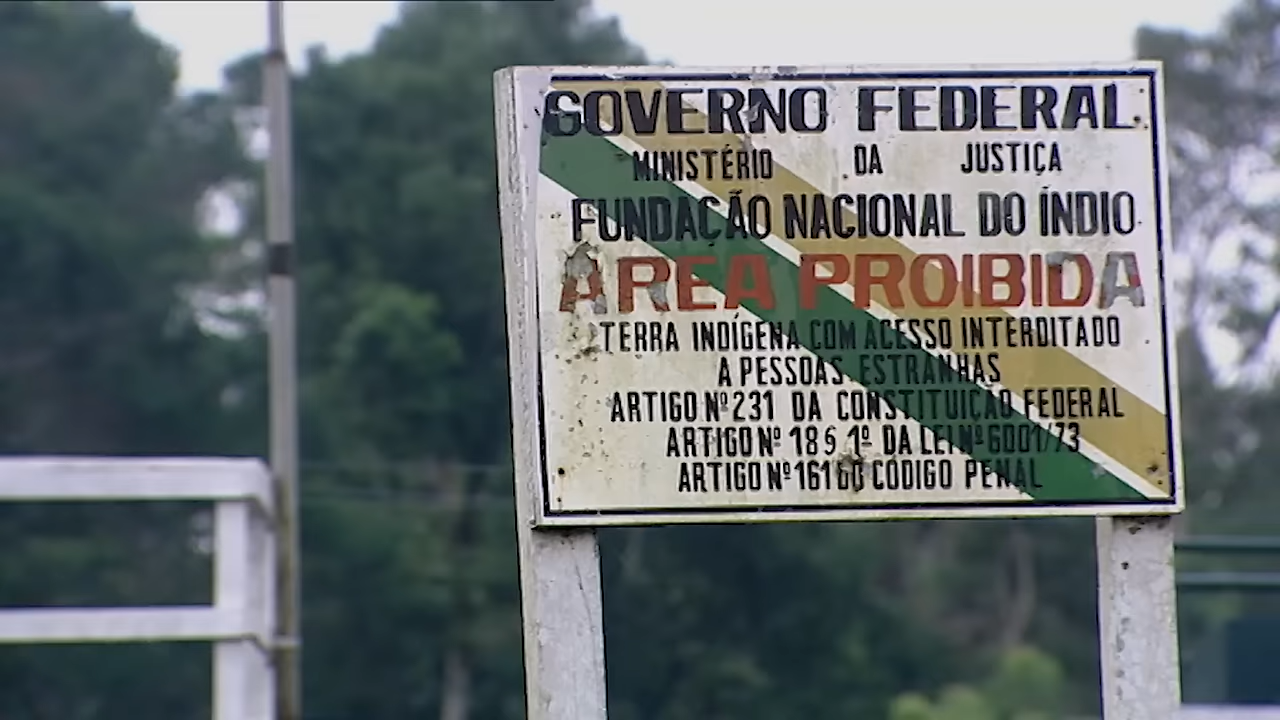 GOVERNO FEDERAL
MINISTÉRIO DA JUSTIÇA
FUNDAÇÃO NACIONAL DO ÍNDIO
AREA PROIBIDA
TERRA INDÍGENA COM ACESSO INTERDITADO
A PESSOAS ESTRANHAS
ARTIGO Nº 231 DA CONSTITUIÇÃO FEDERAL
ARTIGO Nº 18 § 1º DA LEI Nº 6001/73
ARTIGO Nº 161 DO CÓDIGO PENAL